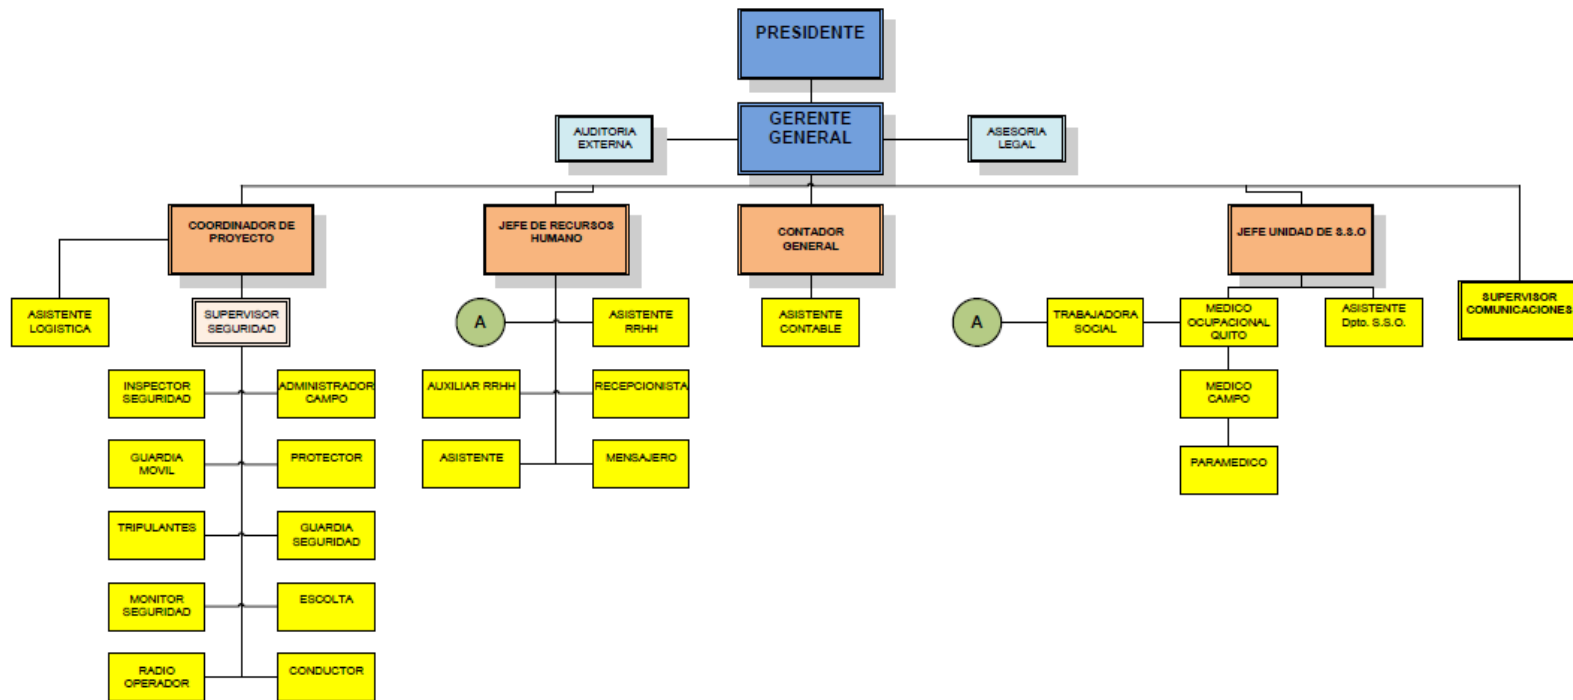 PRESIDENTE
GERENTE
GENERAL
AUDITORIA
EXTERNA
ASESORIA
LEGAL
COORDINADOR DE
PROYECTO
JEFE DE RECURSOS
HUMANO
CONTADOR
GENERAL
JEFE UNIDAD DE S.S.O
ASISTENTE
LOGISTICA
SUPERVISOR
SEGURIDAD
A
ASISTENTE
RRHH
ASISTENTE
CONTABLE
A
TRABAJADORA
SOCIAL
MEDICO
OCUPACIONAL
QUITO
ASISTENTE
Dpto. S.S.O.
SUPERVISOR
COMUNICACIONES
INSPECTOR
SEGURIDAD
ADMINISTRADOR
CAMPO
AUXILIAR RRHH
RECEPCIONISTA
MEDICO
CAMPO
GUARDIA
MOVIL
PROTECTOR
ASISTENTE
MENSAJERO
PARAMEDICO
TRIPULANTES
GUARDIA
SEGURIDAD
MONITOR
SEGURIDAD
ESCOLTA
RADIO
OPERADOR
CONDUCTOR